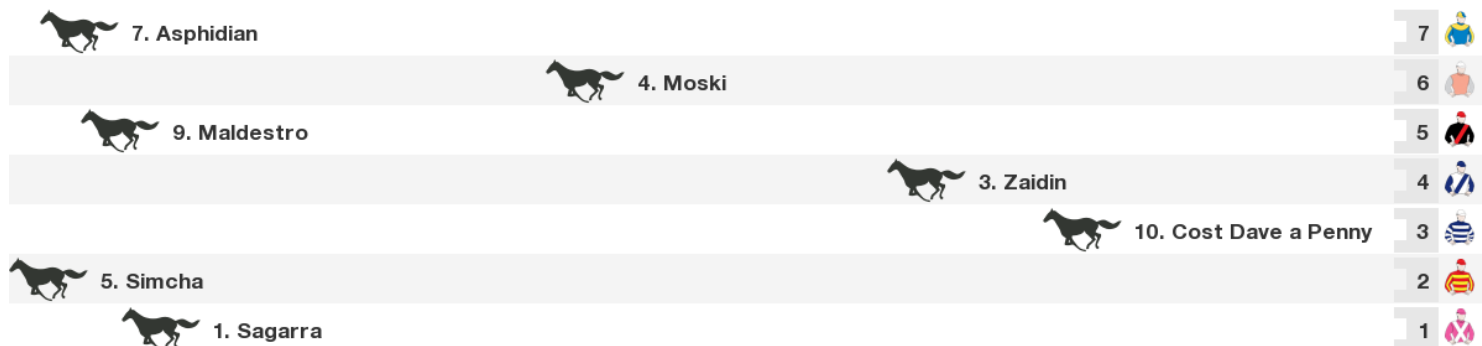 7. Asphidian 7
4. Moski 6
9. Maldestro 5
3. Zaidin 4
10. Cost Dave a Penny 3
5. Simcha 2
1. Sagarra 1